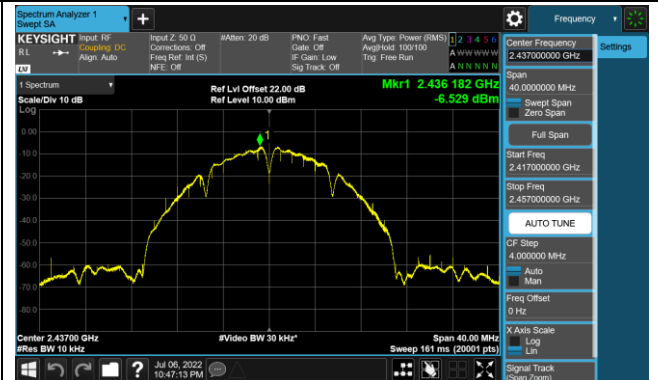 Spectrum Analyzer 1
Swept SA
+
Frequency
KEYSIGHT
RL
Input: RF
Coupling: DC
Align: Auto
Input Z: 50 Ω
Corrections: Off
Freq Ref: Int (S)
NFE: Off
#Atten: 20 dB
PNO: Fast
Gate: Off
IF Gain: Low
Sig Track: Off
Avg Type: Power (RMS)
Avg|Hold: 100/100
Trig: Free Run
1 2 3 4 5 6
A W W W W W
A N N N N N
1 Spectrum
Scale/Div 10 dB
Log
Ref Lvl Offset 22.00 dB
Ref Level 10.00 dBm
Mkr1 2.436 182 GHz
-6.529 dBm
1
0.00
-10.0
-20.0
-30.0
-40.0
-50.0
-60.0
-70.0
-80.0
Center 2.43700 GHz
#Res BW 10 kHz
#Video BW 30 kHz*
Span 40.00 MHz
Sweep 161 ms (20001 pts)
Jul 06, 2022
10:47:13 PM
Center Frequency
2.437000000 GHz
Settings
Span
40.0000000 MHz
Swept Span
Zero Span
Full Span
Start Freq
2.417000000 GHz
Stop Freq
2.457000000 GHz
AUTO TUNE
CF Step
4.000000 MHz
Auto
Man
Freq Offset
0 Hz
X Axis Scale
Log
Lin
Signal Track
(Span Zoom)